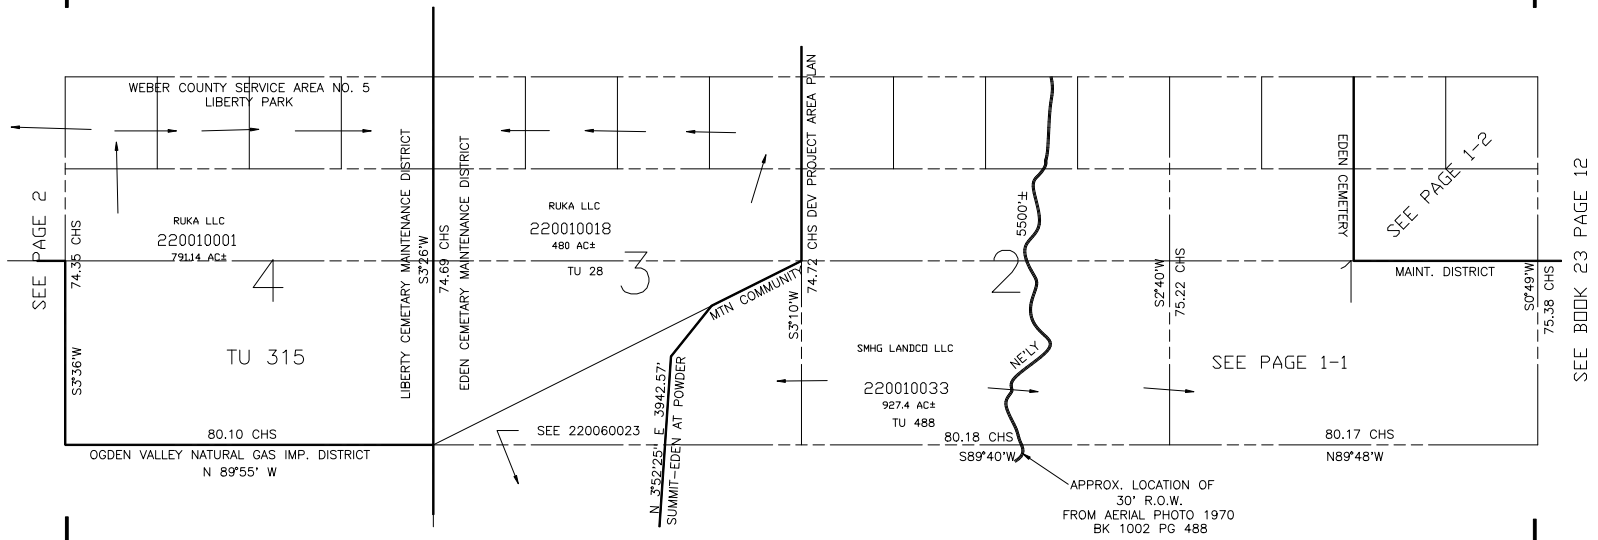 WEBER COUNTY SERVICE AREA NO. 5
LIBERTY PARK
SEE PAGE 2
74.35 CHS
S3°36'W
RUKA LLC
220010001
791.14 AC±
4
TU 315
80.10 CHS
OGDEN VALLEY NATURAL GAS IMP. DISTRICT
N 89°55' W
LIBERTY CEMETARY MAINTENANCE DISTRICT
S3°26'W
74.69 CHS
EDEN CEMETARY MAINTENANCE DISTRICT
RUKA LLC
220010018
480 AC±
TU 28
3
MTN COMMUNITY
DEV PROJECT AREA PLAN
74.72 CHS
S3°10'W
SEE 220060023
N 3°52'25" E 3942.57'
SUMMIT-EDEN AT POWDER
SMHG LANDCO LLC
220010033
927.4 AC±
TU 488
2
5500'±
NE'LY
80.18 CHS
S89°40'W
APPROX. LOCATION OF
30' R.O.W.
FROM AERIAL PHOTO 1970
BK 1002 PG 488
S2°40'W
75.22 CHS
SEE PAGE 1-1
80.17 CHS
N89°48'W
EDEN CEMETERY
MAINT. DISTRICT
SEE PAGE 1-2
1
S0°49'W
75.38 CHS
SEE BOOK 23 PAGE 12